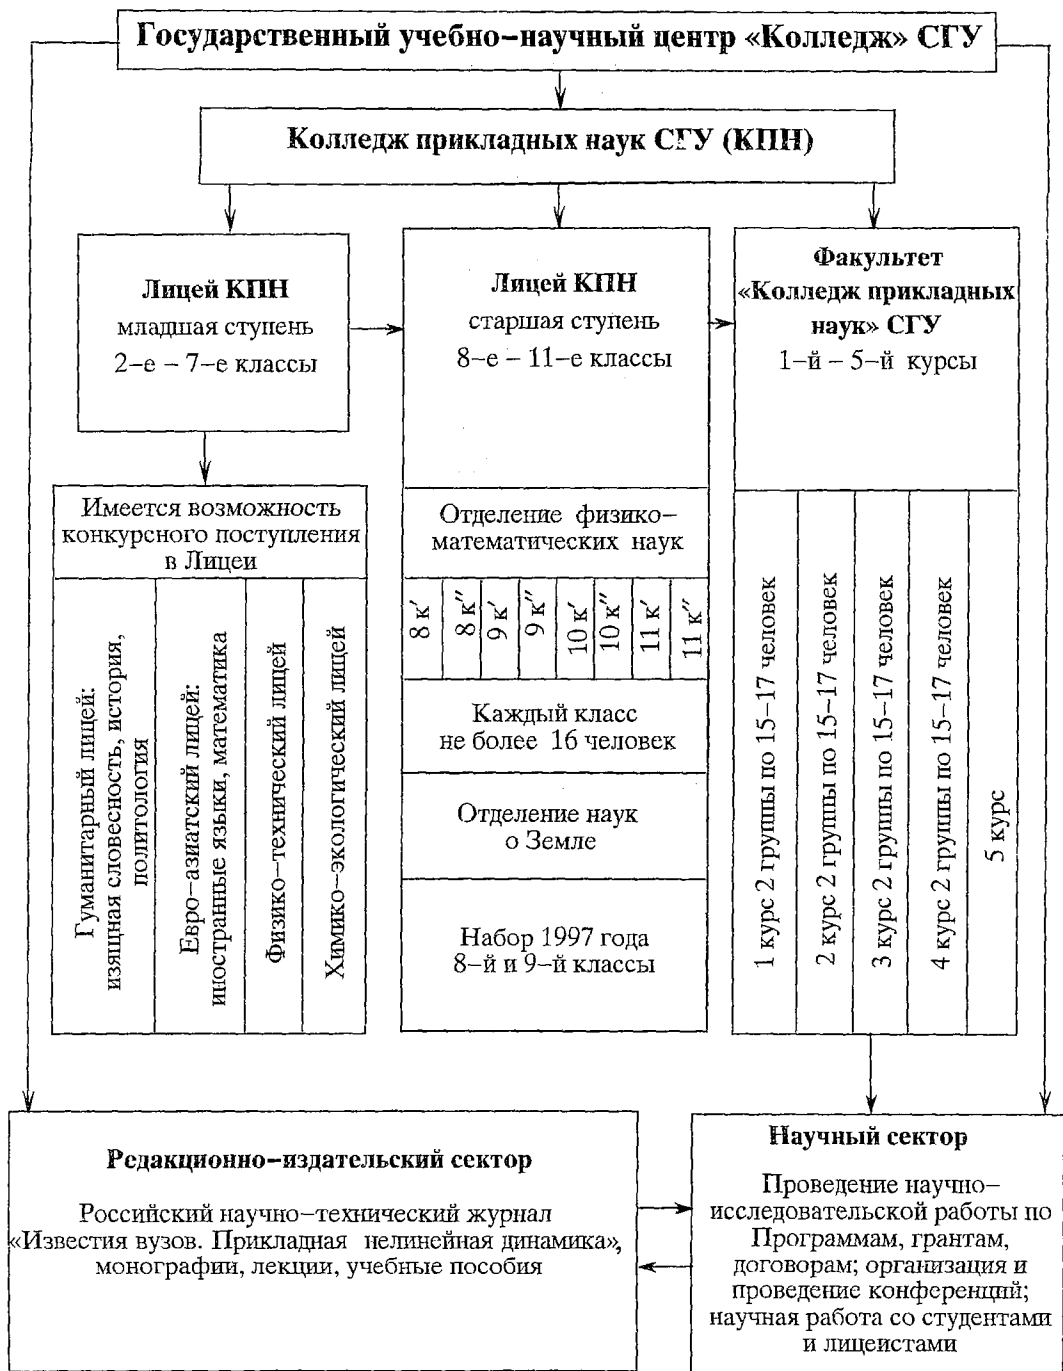 Государственный учебно–научный центр «Колледж» СГУ
Колледж прикладных наук СГУ (КПН)
Лицей КПН
младшая ступень
2–е – 7–е классы
Лицей КПН
старшая ступень
8–е – 11–е классы
Факультет
«Колледж прикладных
наук» СГУ
1–й – 5–й курсы
Имеется возможность
конкурсного поступления
в Лицеи
Гуманитарный лицей:
изящная словесность, история,
политология
Евро–азиатский лицей:
иностранные языки, математика
Физико–технический лицей
Химико–экологический лицей
Отделение физико–
математических наук
8 к′
8 к″
9 к′
9 к″
10 к′
10 к″
11 к′
11 к″
Каждый класс
не более 16 человек
Отделение наук
о Земле
Набор 1997 года
8–й и 9–й классы
1 курс 2 группы по 15–17 человек
2 курс 2 группы по 15–17 человек
3 курс 2 группы по 15–17 человек
4 курс 2 группы по 15–17 человек
5 курс
Редакционно–издательский сектор
Российский научно–технический журнал
«Известия вузов. Прикладная нелинейная динамика»,
монографии, лекции, учебные пособия
Научный сектор
Проведение научно–
исследовательской работы по
Программам, грантам,
договорам; организация и
проведение конференций;
научная работа со студентами
и лицеистами